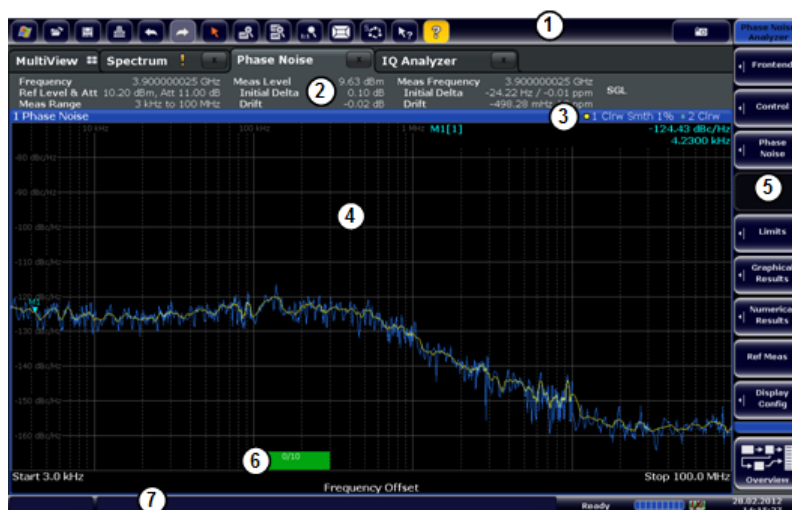 1
Phase Noise
Analyzer
MultiView
Spectrum !
x
Phase Noise
x
IQ Analyzer
x
Frequency 3.900000025 GHz Meas Level 9.63 dBm Meas Frequency 3.900000025 GHz
Ref Level & Att 10.20 dBm, Att 11.00 dB Initial Delta 0.10 dB Initial Delta -24.22 Hz / -0.01 ppm SGL
Meas Range 3 kHz to 100 MHz Drift -0.02 dB Drift -498.28 mHz ppm
2
3
1 Phase Noise 1 Clrw Smth 1% 2 Clrw
10 kHz 100 kHz 1 MHz M1[1] -124.43 dBc/Hz
4.2300 kHz
-80 dBc/Hz
-90 dBc/Hz
-100 dBc/Hz
-110 dBc/Hz
-120 dBc/Hz
M1
-130 dBc/Hz
-140 dBc/Hz
-150 dBc/Hz
-160 dBc/Hz
4
6
0/10
Start 3.0 kHz
Frequency Offset
Stop 100.0 MHz
7
Ready
28.02.2012
Frontend
Control
Phase
Noise
5
Limits
Graphical
Results
Numerical
Results
Ref Meas
Display
Config
Overview